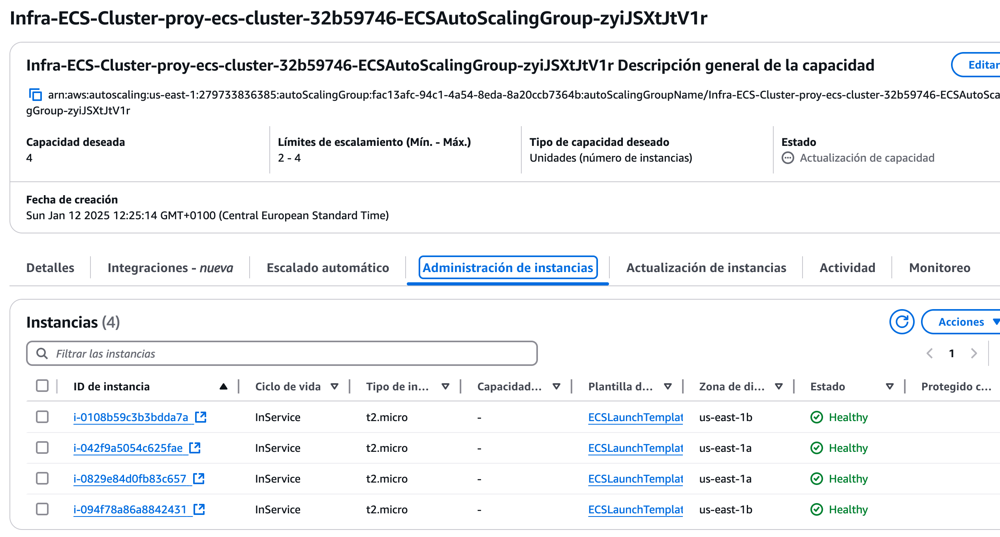 Infra-ECS-Cluster-proy-ecs-cluster-32b59746-ECSAutoScalingGroup-zyiJSXtJtV1r
Infra-ECS-Cluster-proy-ecs-cluster-32b59746-ECSAutoScalingGroup-zyiJSXtJtV1r Descripción general de la capacidad
Editar
arn:aws:autoscaling:us-east-1:279733836385:autoScalingGroup:fac13afc-94c1-4a54-8eda-8a20ccb7364b:autoScalingGroupName/Infra-ECS-Cluster-proy-ecs-cluster-32b59746-ECSAutoSca
gGroup-zyiJSXtJtV1r
Capacidad deseada
4
Límites de escalamiento (Mín. - Máx.)
2 - 4
Tipo de capacidad deseado
Unidades (número de instancias)
Estado
Actualización de capacidad
Fecha de creación
Sun Jan 12 2025 12:25:14 GMT+0100 (Central European Standard Time)
Detalles Integraciones - nueva Escalado automático Administración de instancias Actualización de instancias Actividad Monitoreo
Instancias (4)
Acciones
Filtrar las instancias
1
ID de instancia Ciclo de vida Tipo de in... Capacidad... Plantilla d... Zona de di... Estado Protegido c...
i-0108b59c3b3bdda7a InService t2.micro - ECSLaunchTemplat us-east-1b Healthy
i-042f9a5054c625fae InService t2.micro - ECSLaunchTemplat us-east-1a Healthy
i-0829e84d0fb83c657 InService t2.micro - ECSLaunchTemplat us-east-1a Healthy
i-094f78a86a8842431 InService t2.micro - ECSLaunchTemplat us-east-1b Healthy